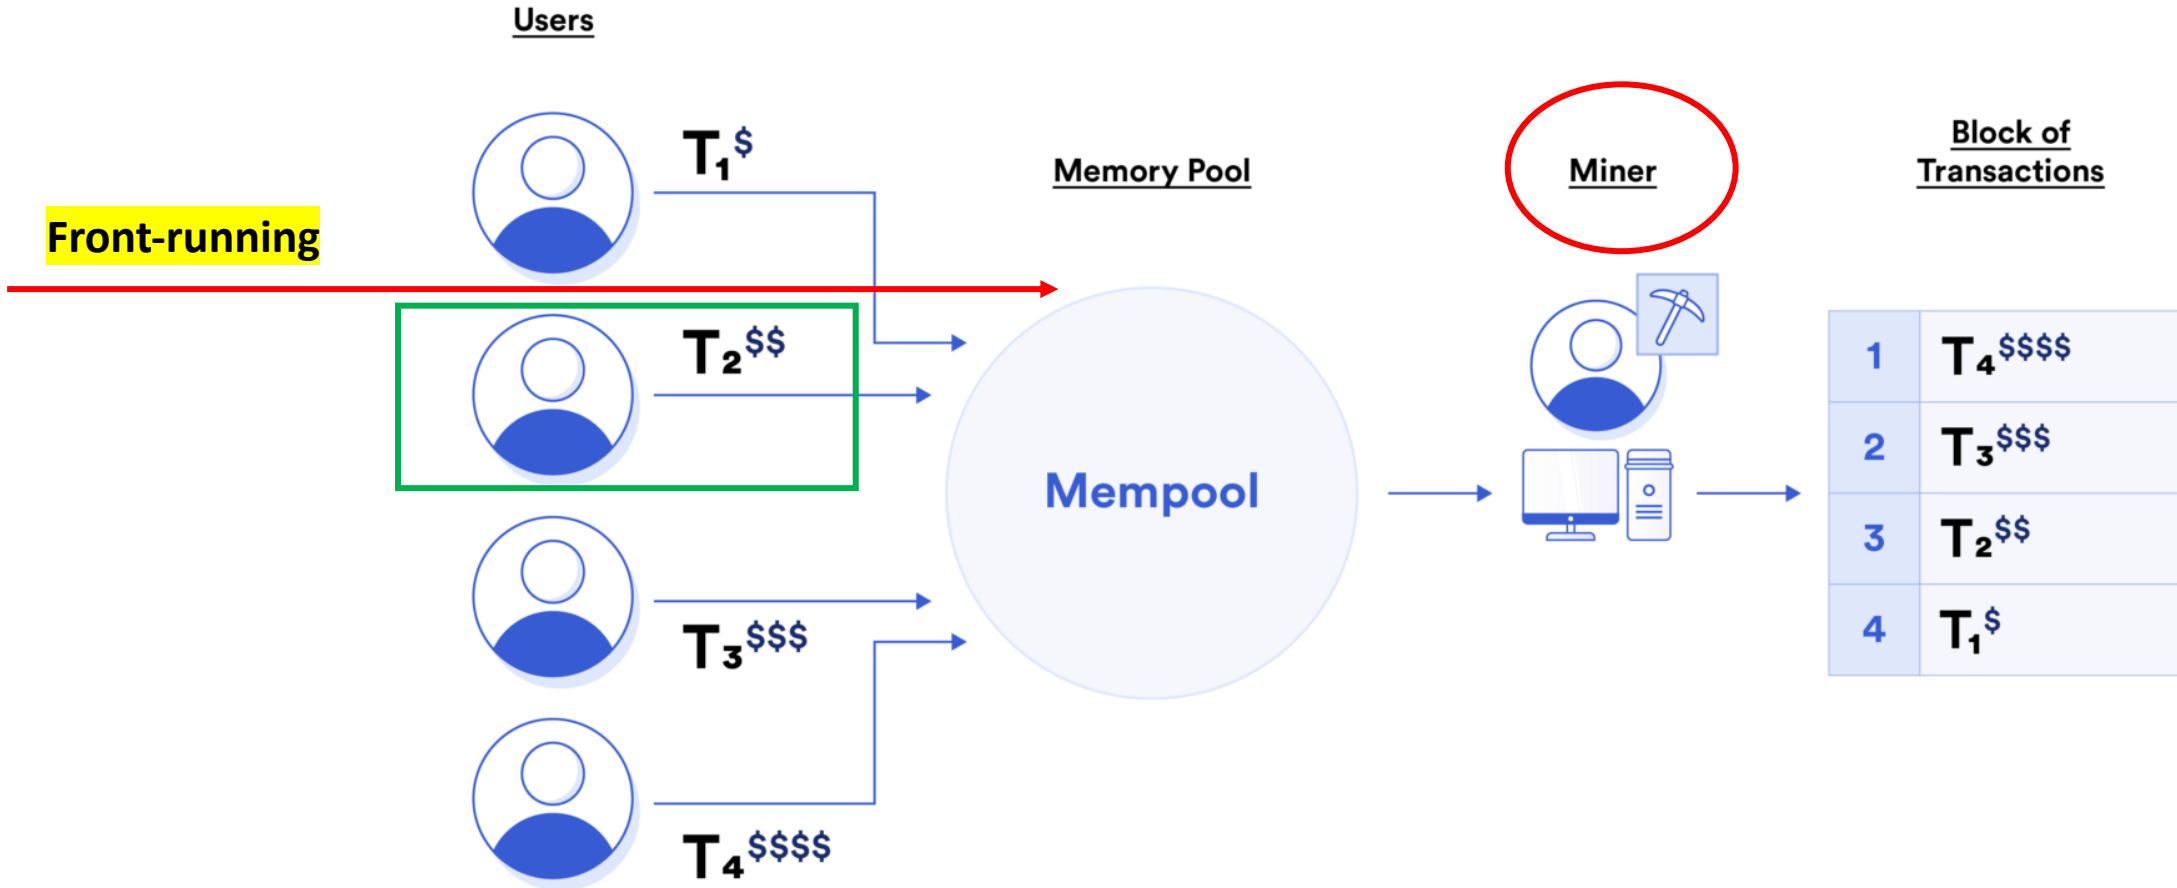 Users
Front-running
T₁$
T₂$$
T₃$$$
T₄$$$$
Memory Pool
Mempool
Miner
Block of
Transactions
1 T₄$$$$
2 T₃$$$
3 T₂$$
4 T₁$